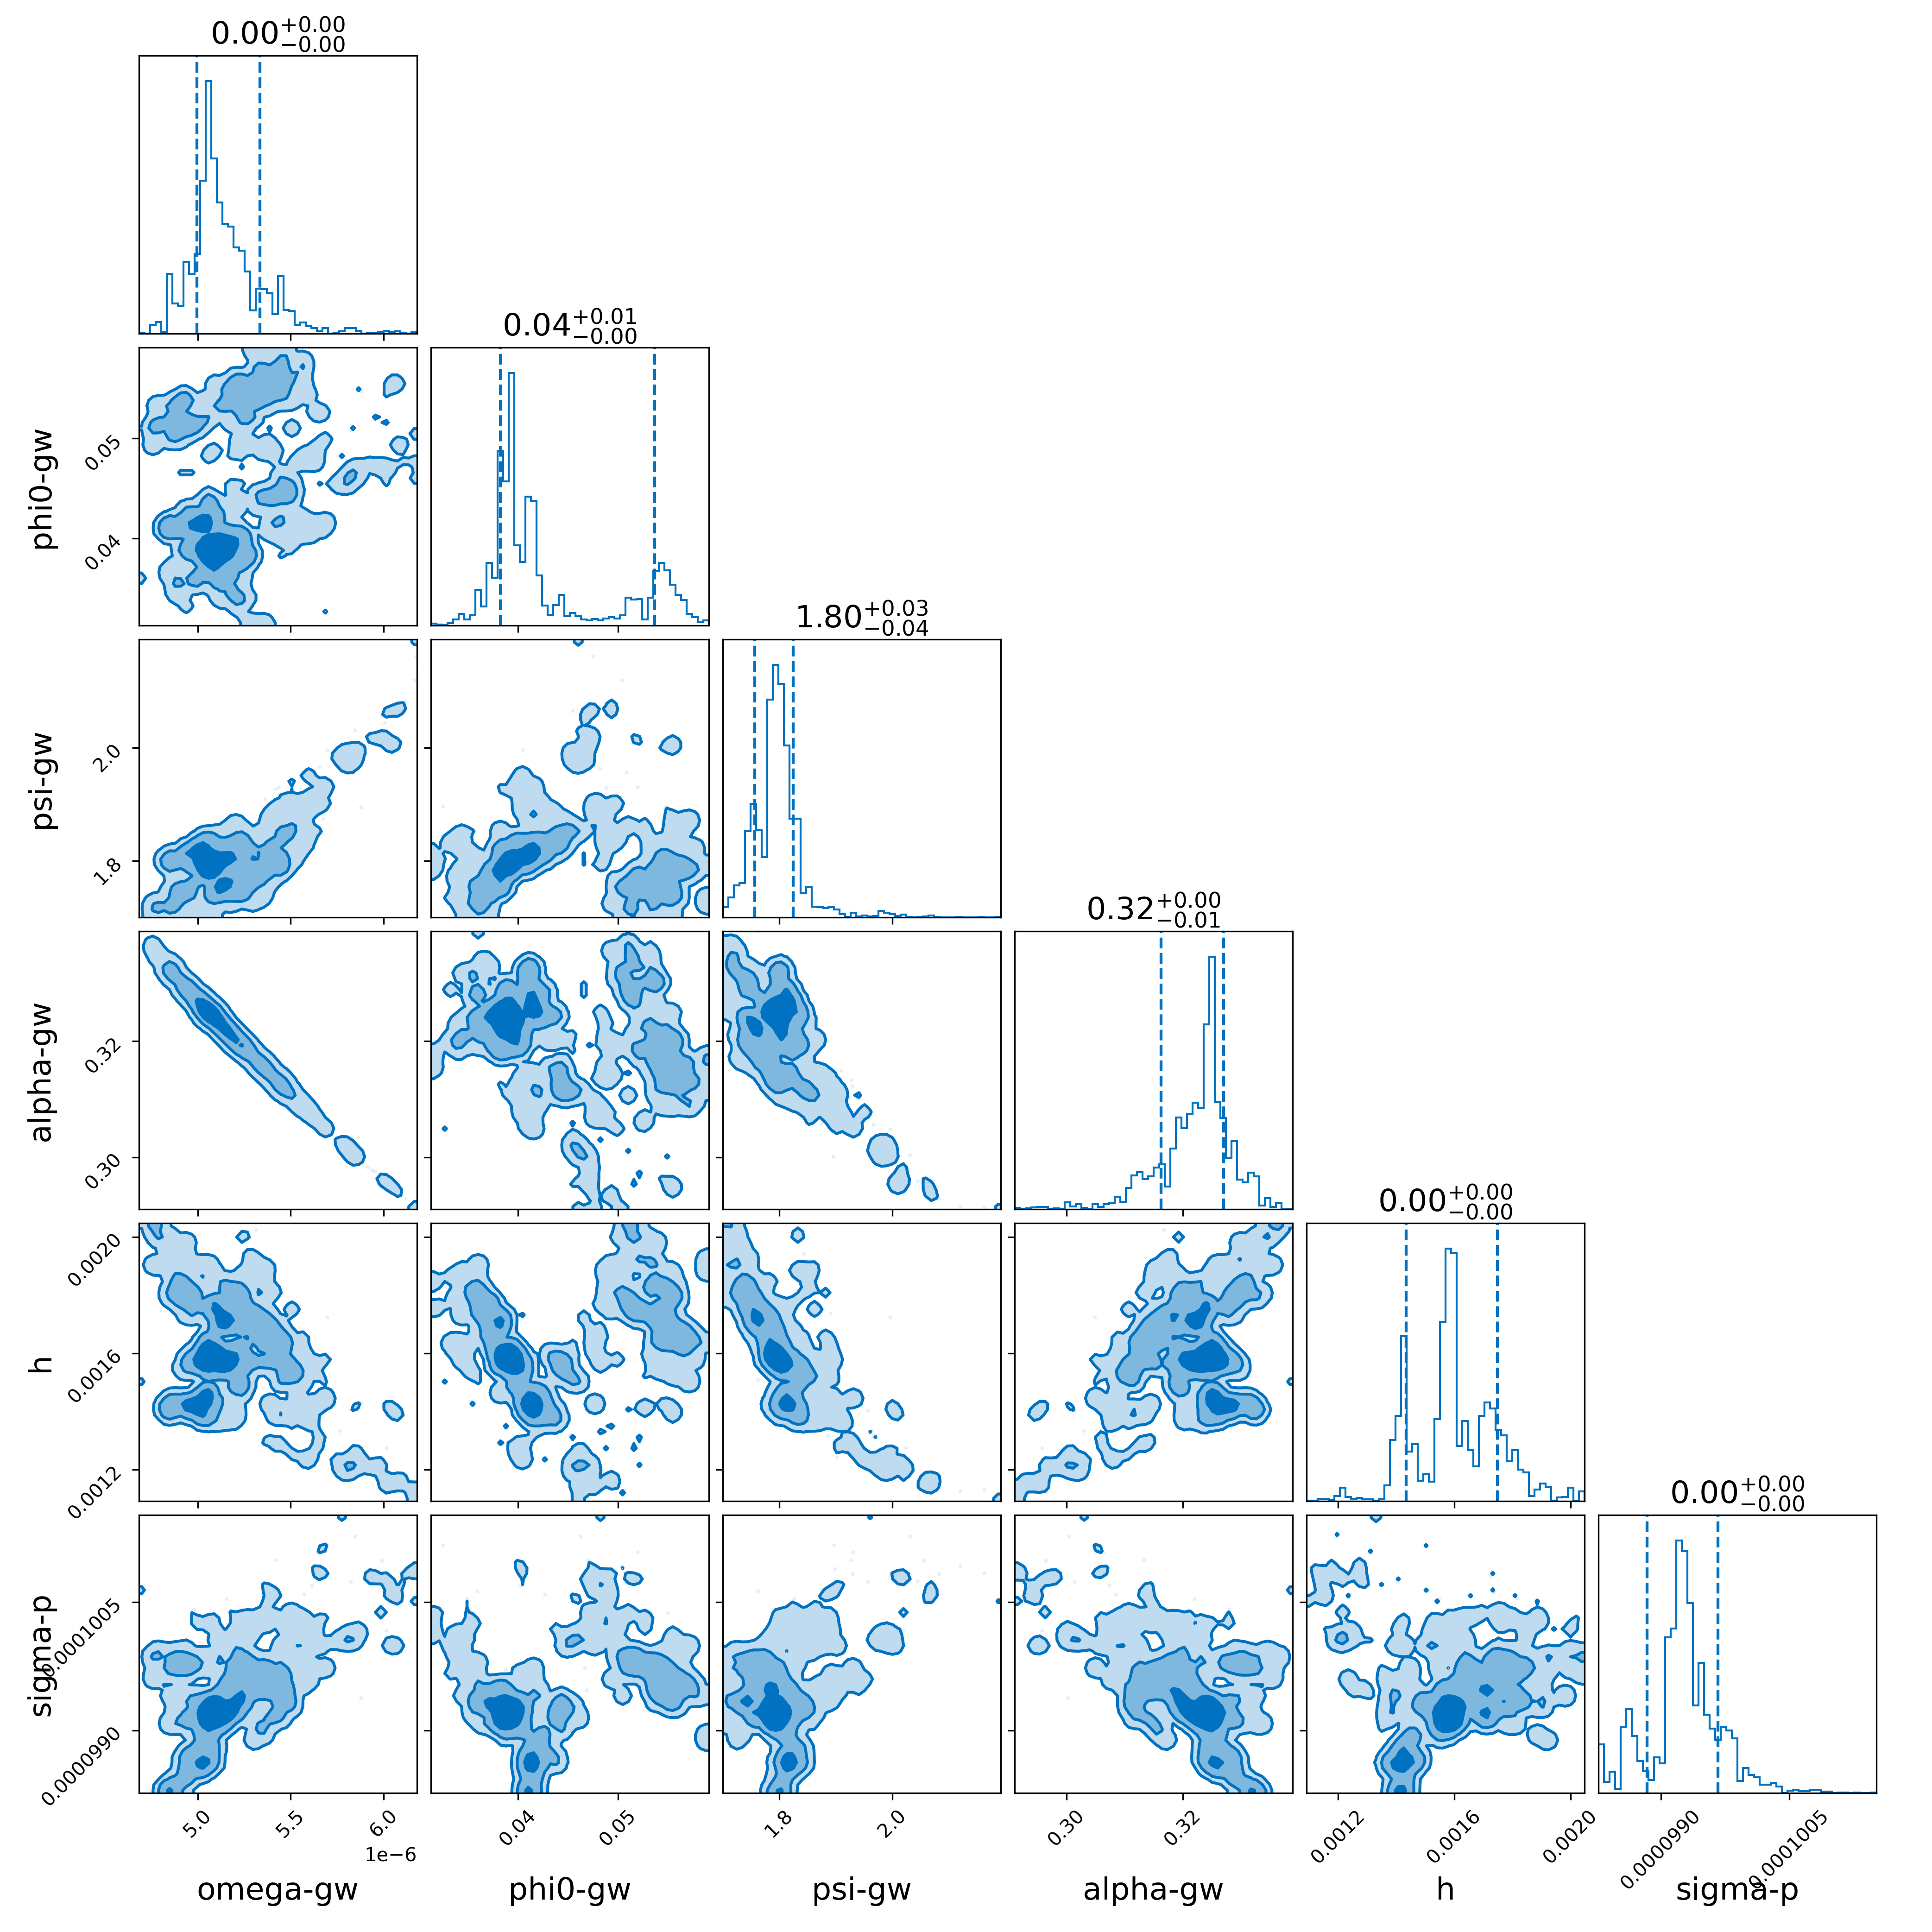 0.00+0.00−0.00
0.04+0.01−0.00
phi0-gw
0.05
0.04
1.80+0.03−0.04
psi-gw
2.0
1.8
0.32+0.00−0.01
alpha-gw
0.32
0.30
0.00+0.00−0.00
h
0.0020
0.0016
0.0012
0.00+0.00−0.00
sigma-p
0.0001005
0.0000990
5.0 5.5 6.0 0.04 0.05 1.8 2.0 0.30 0.32 0.0012 0.0016 0.0020 0.0000990 0.0001005
1e−6
omega-gw phi0-gw psi-gw alpha-gw h sigma-p